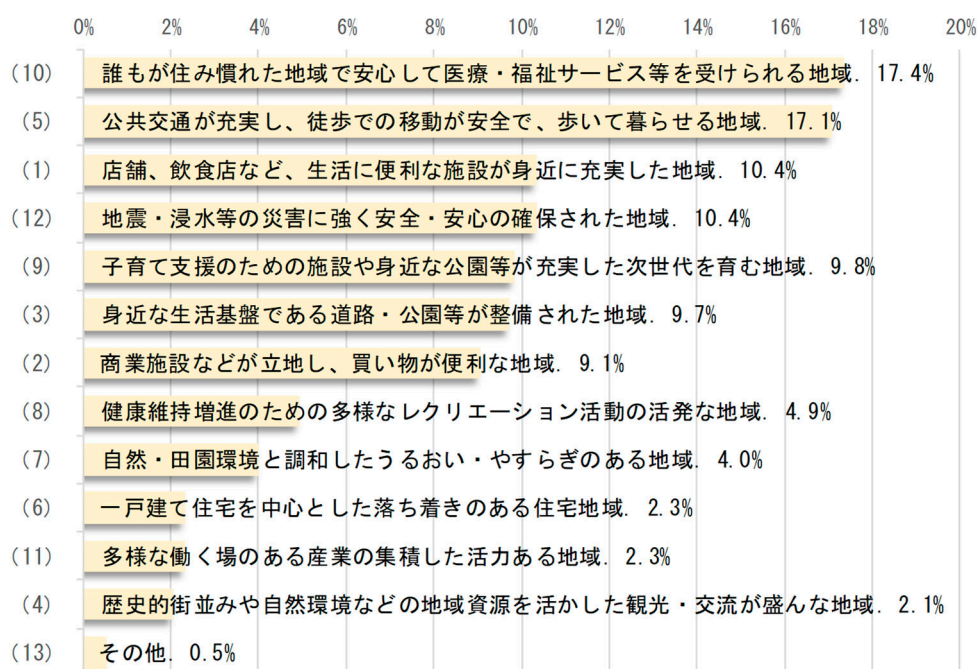 0% 2% 4% 6% 8% 10% 12% 14% 16% 18% 20%
(10) 誰もが住み慣れた地域で安心して医療・福祉サービス等を受けられる地域. 17.4%
(5) 公共交通が充実し、徒歩での移動が安全で、歩いて暮らせる地域. 17.1%
(1) 店舗、飲食店など、生活に便利な施設が身近に充実した地域. 10.4%
(12) 地震・浸水等の災害に強く安全・安心の確保された地域. 10.4%
(9) 子育て支援のための施設や身近な公園等が充実した次世代を育む地域. 9.8%
(3) 身近な生活基盤である道路・公園等が整備された地域. 9.7%
(2) 商業施設などが立地し、買い物が便利な地域. 9.1%
(8) 健康維持増進のための多様なレクリエーション活動の活発な地域. 4.9%
(7) 自然・田園環境と調和したうるおい・やすらぎのある地域. 4.0%
(6) 一戸建て住宅を中心とした落ち着きのある住宅地域. 2.3%
(11) 多様な働く場のある産業の集積した活力ある地域. 2.3%
(4) 歴史的街並みや自然環境などの地域資源を活かした観光・交流が盛んな地域. 2.1%
(13) その他. 0.5%